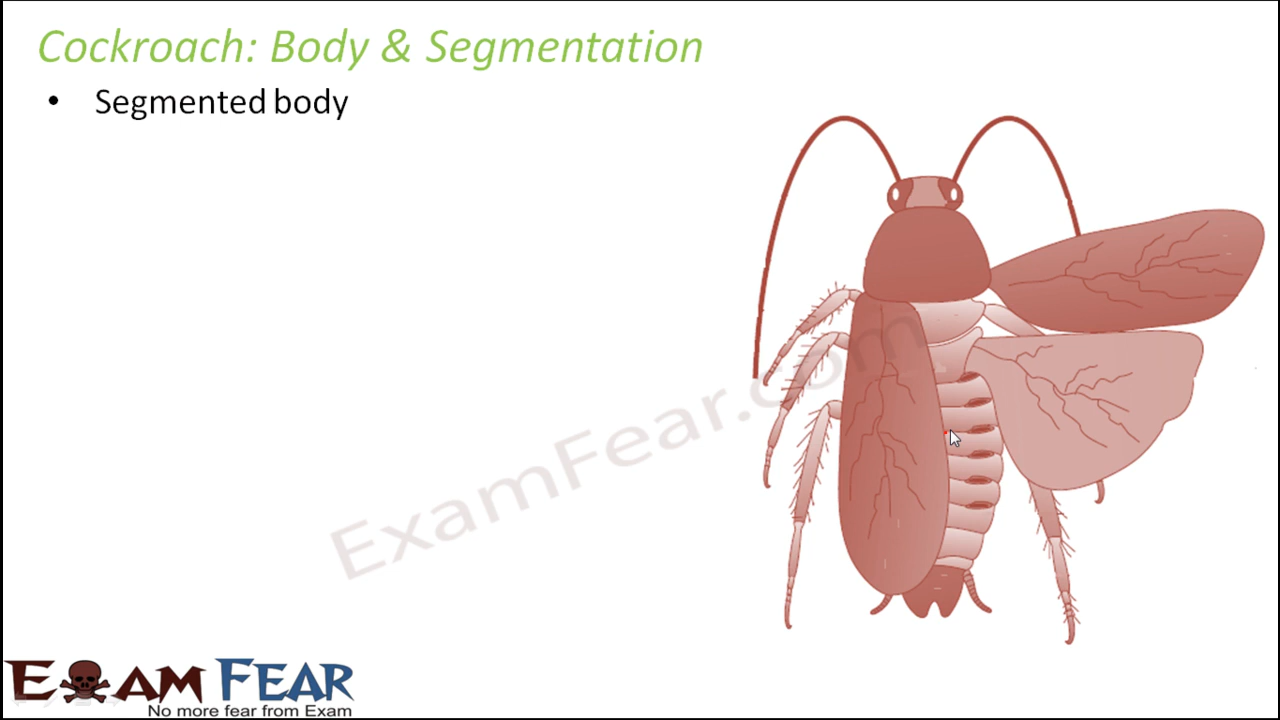 Cockroach: Body & Segmentation
• Segmented body
ExamFear.com
EXAM FEAR
No more fear from Exam